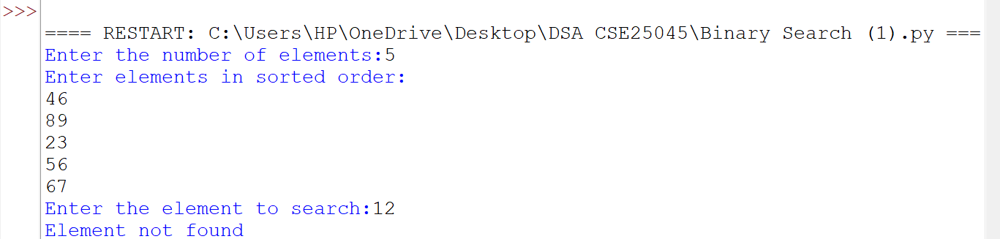 >>>
==== RESTART: C:\Users\HP\OneDrive\Desktop\DSA CSE25045\Binary Search (1).py ===
Enter the number of elements:5
Enter elements in sorted order:
46
89
23
56
67
Enter the element to search:12
Element not found